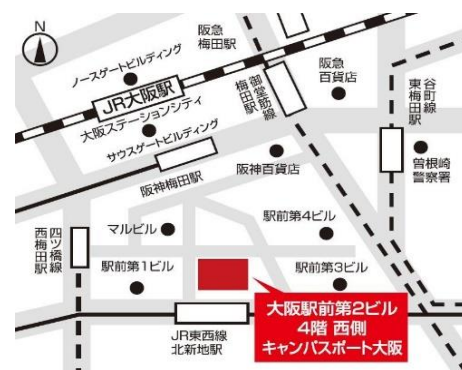 N
阪急
梅田駅
ノースゲートビルディング
JR大阪駅
大阪ステーションシティ
サウスゲートビルディング
阪神梅田駅
御堂筋線
梅田駅
阪急
百貨店
谷町線
東梅田駅
曽根崎
警察署
阪神百貨店
四ツ橋線
西梅田駅
マルビル
駅前第4ビル
駅前第1ビル
駅前第3ビル
JR東西線
北新地駅
大阪駅前第2ビル
4階 西側
キャンパスポート大阪